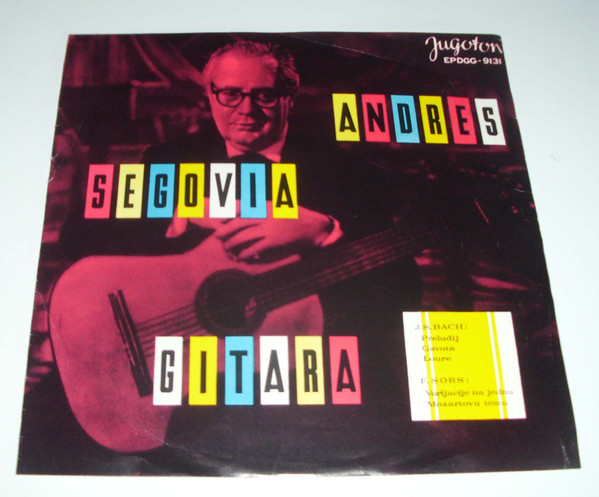 Jugoton
EPDGG-9131
ANDRES
SEGOVIA
GITARA
J. S. BACH:
Preludij
Gavota
Loure
F. SORS:
Varijacije na jednu
Mozartovu temu